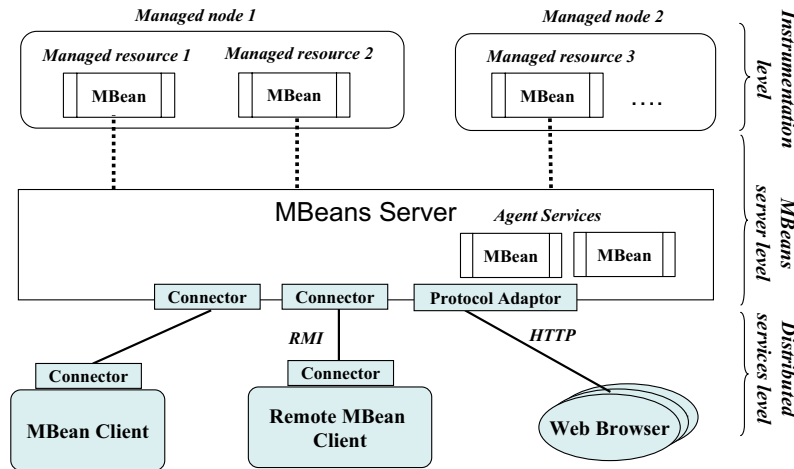 Managed node 1
Managed node 2
Managed resource 1
Managed resource 2
Managed resource 3
MBean
MBean
MBean
....
Instrumentation
level
MBeans Server
Agent Services
MBean
MBean
MBeans
server level
Connector
Connector
Protocol Adaptor
RMI
HTTP
Distributed
services level
Connector
Connector
MBean Client
Remote MBean
Client
Web Browser